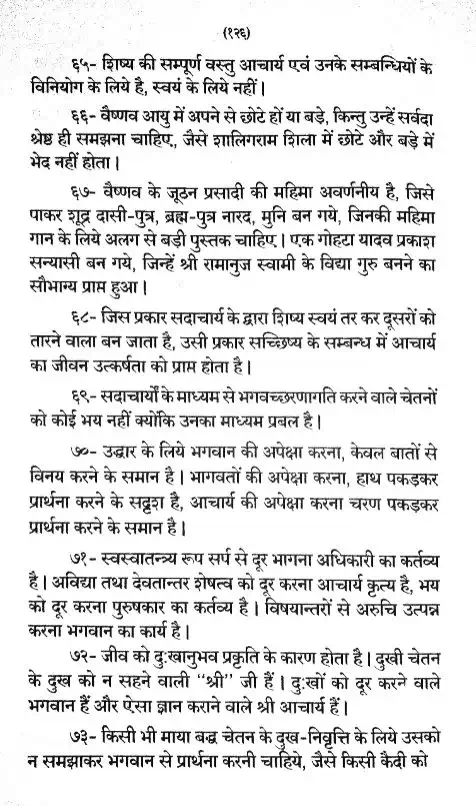 (१२६)
६५- शिष्य की सम्पूर्ण वस्तु आचार्य एवं उनके सम्बन्धियों के
विनियोग के लिये है, स्वयं के लिये नहीं।
६६- वैष्णव आयु में अपने से छोटे हों या बड़े, किन्तु उन्हें सर्वदा
श्रेष्ठ ही समझना चाहिए, जैसे शालिगराम शिला में छोटे और बड़े में
भेद नहीं होता।
६७- वैष्णव के जूठन प्रसादी की महिमा अवर्णनीय है, जिसे
पाकर शूद्र दासी-पुत्र, ब्रह्म-पुत्र नारद, मुनि बन गये, जिनकी महिमा
गान के लिये अलग से बड़ी पुस्तक चाहिए। एक गोहटा यादव प्रकाश
सन्यासी बन गये, जिन्हें श्री रामानुज स्वामी के विद्या गुरु बनने का
सौभाग्य प्राप्त हुआ।
६८- जिस प्रकार सदाचार्य के द्वारा शिष्य स्वयं तर कर दूसरों को
तारने वाला बन जाता है, उसी प्रकार सच्छिष्य के सम्बन्ध में आचार्य
का जीवन उत्कर्षता को प्राप्त होता है।
६९- सदाचार्यों के माध्यम से भगवच्छरणागति करने वाले चेतनों
को कोई भय नहीं क्योंकि उनका माध्यम प्रबल है।
७०- उद्धार के लिये भगवान की अपेक्षा करना, केवल बातों से
विनय करने के समान है। भागवतों की अपेक्षा करना, हाथ पकड़कर
प्रार्थना करने के सदृश है, आचार्य की अपेक्षा करना चरण पकड़कर
प्रार्थना करने के समान है।
७१- स्वस्वातन्त्र्य रूप सर्प से दूर भागना अधिकारी का कर्तव्य
है। अविद्या तथा देवतान्तर शेषत्व को दूर करना आचार्य कृत्य है, भय
को दूर करना पुरुषकार का कर्तव्य है। विषयान्तरों से अरुचि उत्पन्न
करना भगवान का कार्य है।
७२- जीव को दुःखानुभव प्रकृति के कारण होता है। दुखी चेतन
के दुख को न सहने वाली "श्री" जी हैं। दुःखों को दूर करने वाले
भगवान हैं और ऐसा ज्ञान कराने वाले श्री आचार्य हैं।
७३- किसी भी माया बद्ध चेतन के दुख-निवृत्ति के लिये उसको
न समझाकर भगवान से प्रार्थना करनी चाहिये, जैसे किसी कैदी को